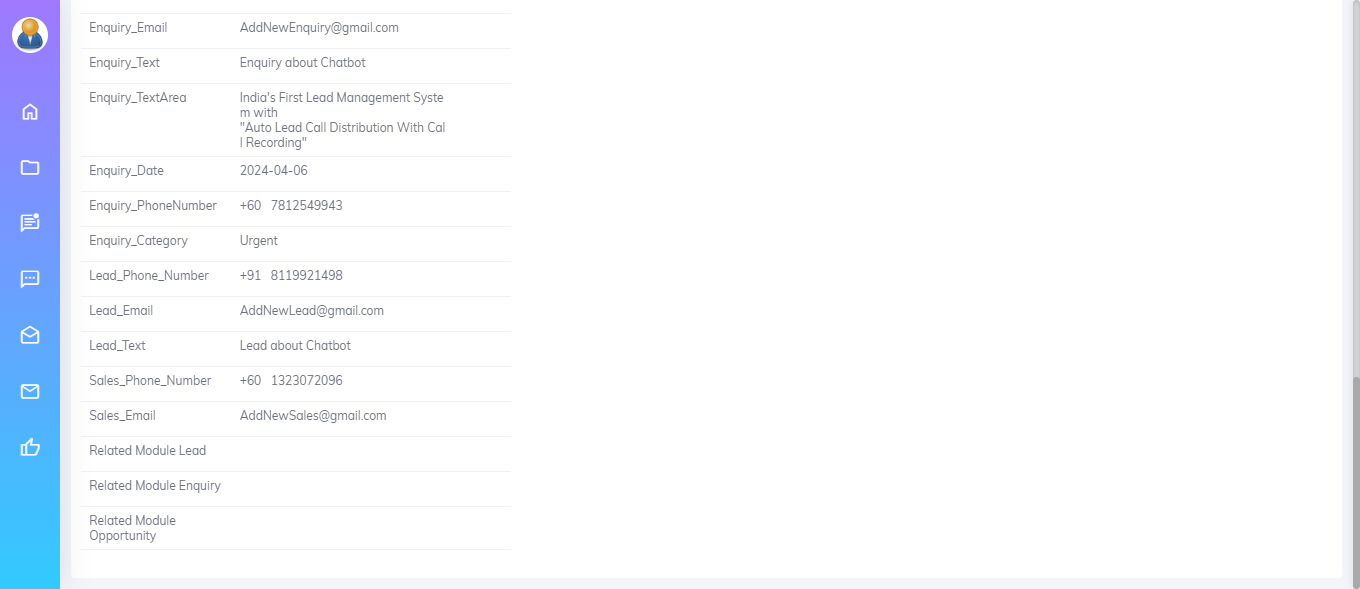 Enquiry_Email AddNewEnquiry@gmail.com
Enquiry_Text Enquiry about Chatbot
Enquiry_TextArea India's First Lead Management Syste
m with
"Auto Lead Call Distribution With Cal
l Recording"
Enquiry_Date 2024-04-06
Enquiry_PhoneNumber +60 7812549943
Enquiry_Category Urgent
Lead_Phone_Number +91 8119921498
Lead_Email AddNewLead@gmail.com
Lead_Text Lead about Chatbot
Sales_Phone_Number +60 1323072096
Sales_Email AddNewSales@gmail.com
Related Module Lead
Related Module Enquiry
Related Module
Opportunity